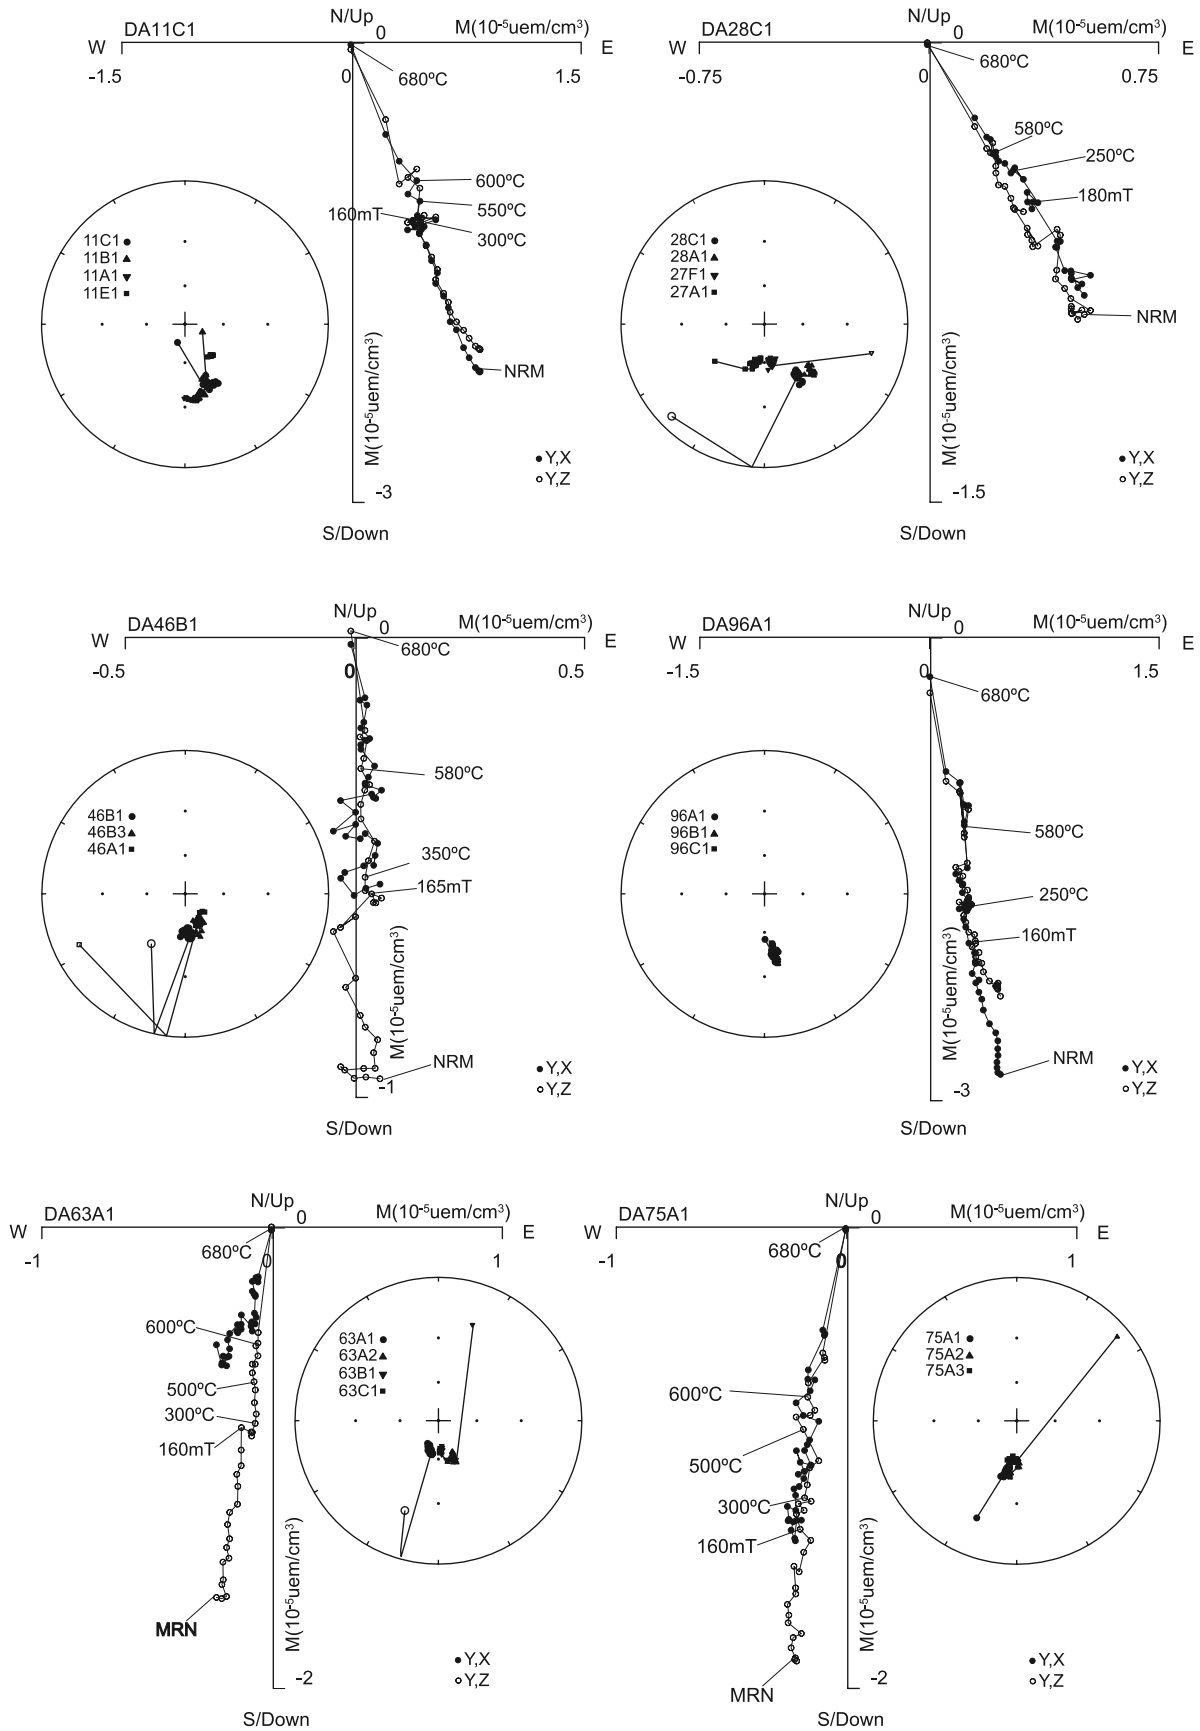 N/Up
DA11C1
0
M(10⁻⁵uem/cm³)
W
E
-1.5
0
1.5
680ºC
600ºC
550ºC
160mT
300ºC
11C1
11B1
11A1
11E1
NRM
M(10⁻⁵uem/cm³)
Y,X
Y,Z
-3
S/Down
N/Up
DA28C1
0
M(10⁻⁵uem/cm³)
W
E
-0.75
0
0.75
680ºC
580ºC
250ºC
180mT
28C1
28A1
27F1
27A1
NRM
M(10⁻⁵uem/cm³)
Y,X
Y,Z
-1.5
S/Down
N/Up
DA46B1
0
M(10⁻⁵uem/cm³)
W
E
-0.5
0
0.5
680ºC
580ºC
350ºC
165mT
46B1
46B3
46A1
M(10⁻⁵uem/cm³)
NRM
Y,X
Y,Z
-1
S/Down
N/Up
DA96A1
0
M(10⁻⁵uem/cm³)
W
E
-1.5
0
1.5
680ºC
580ºC
250ºC
160mT
96A1
96B1
96C1
M(10⁻⁵uem/cm³)
NRM
Y,X
Y,Z
-3
S/Down
N/Up
DA63A1
0
M(10⁻⁵uem/cm³)
W
E
-1
0
1
680ºC
600ºC
500ºC
300ºC
160mT
63A1
63A2
63B1
63C1
MRN
M(10⁻⁵uem/cm³)
Y,X
Y,Z
-2
S/Down
N/Up
DA75A1
0
M(10⁻⁵uem/cm³)
W
E
-1
0
1
680ºC
600ºC
500ºC
300ºC
160mT
75A1
75A2
75A3
MRN
M(10⁻⁵uem/cm³)
Y,X
Y,Z
-2
S/Down